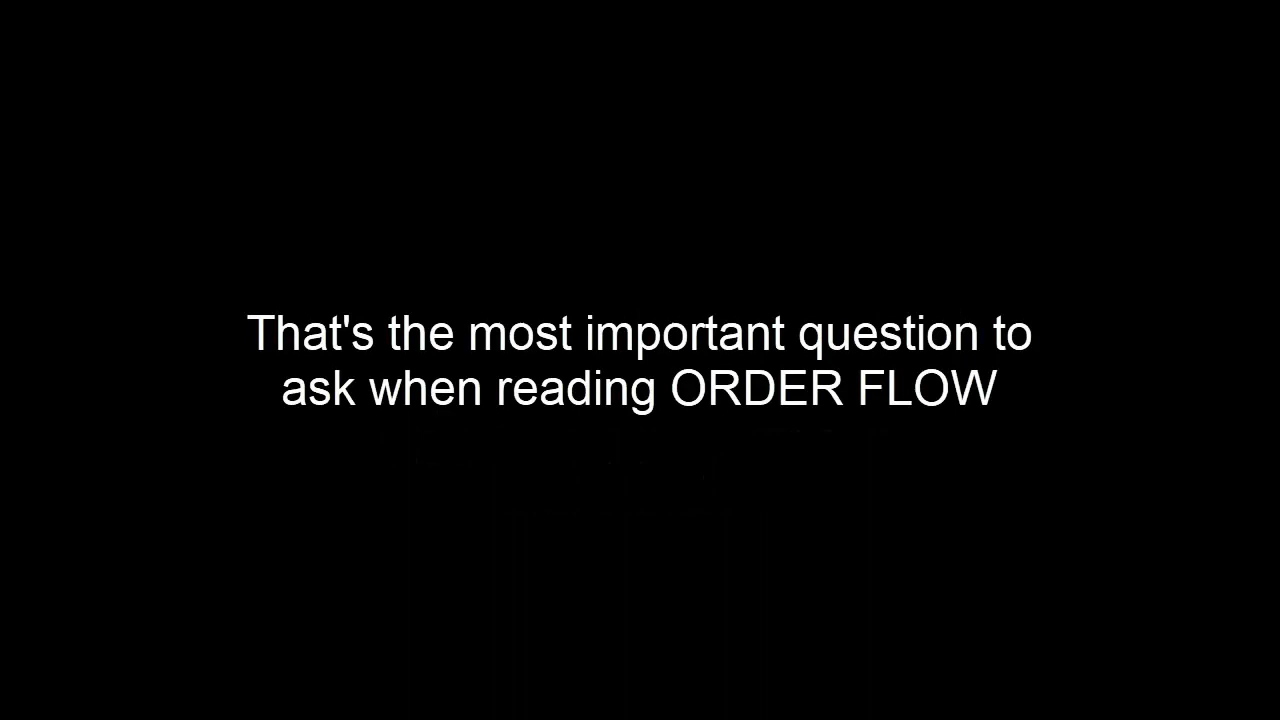 That's the most important question to
ask when reading ORDER FLOW